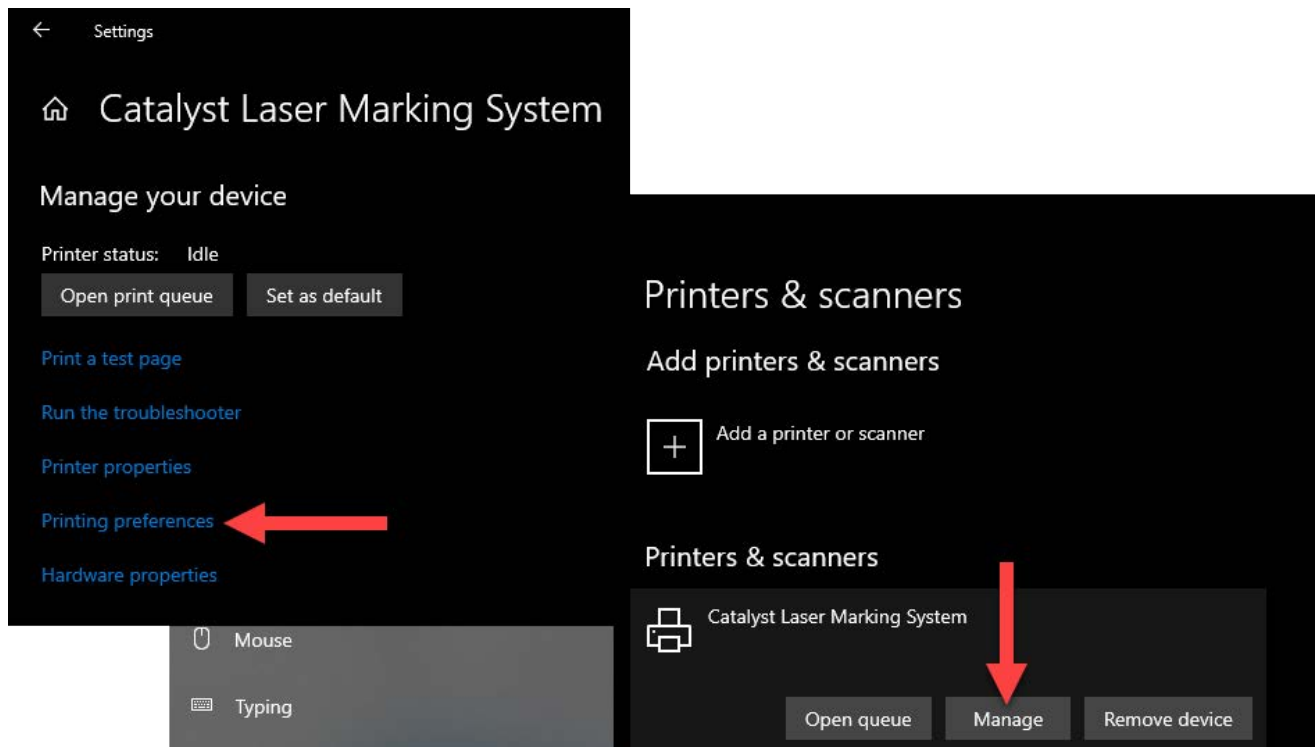 Settings
Catalyst Laser Marking System
Manage your device
Printer status: Idle
Open print queue Set as default
Print a test page
Run the troubleshooter
Printer properties
Printing preferences
Hardware properties
Mouse
Typing
Printers & scanners
Add printers & scanners
Add a printer or scanner
Printers & scanners
Catalyst Laser Marking System
Open queue Manage Remove device